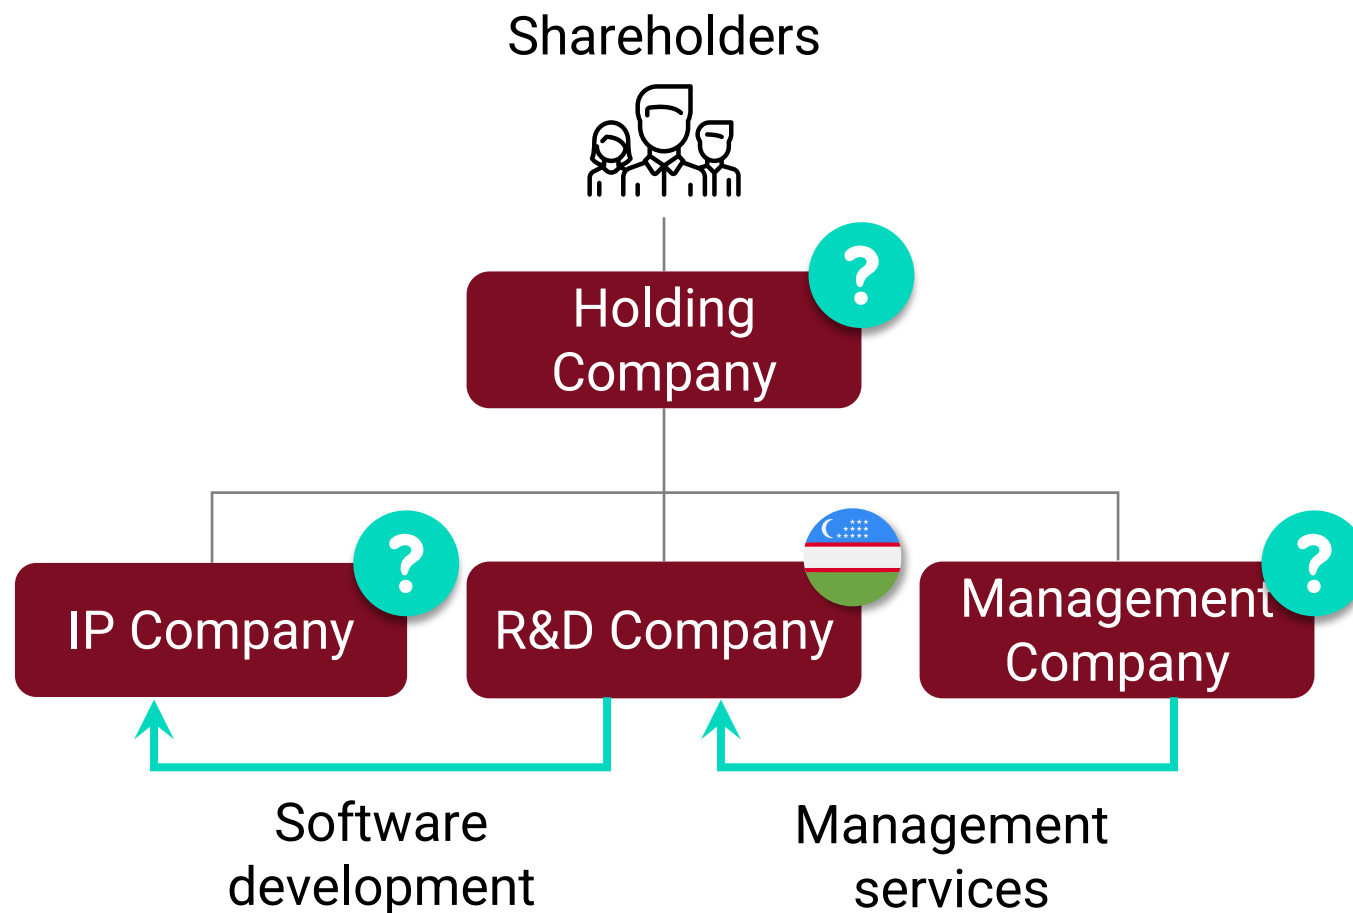 Shareholders
?
Holding
Company
?
?
IP Company
R&D Company
Management
Company
Software
development
Management
services